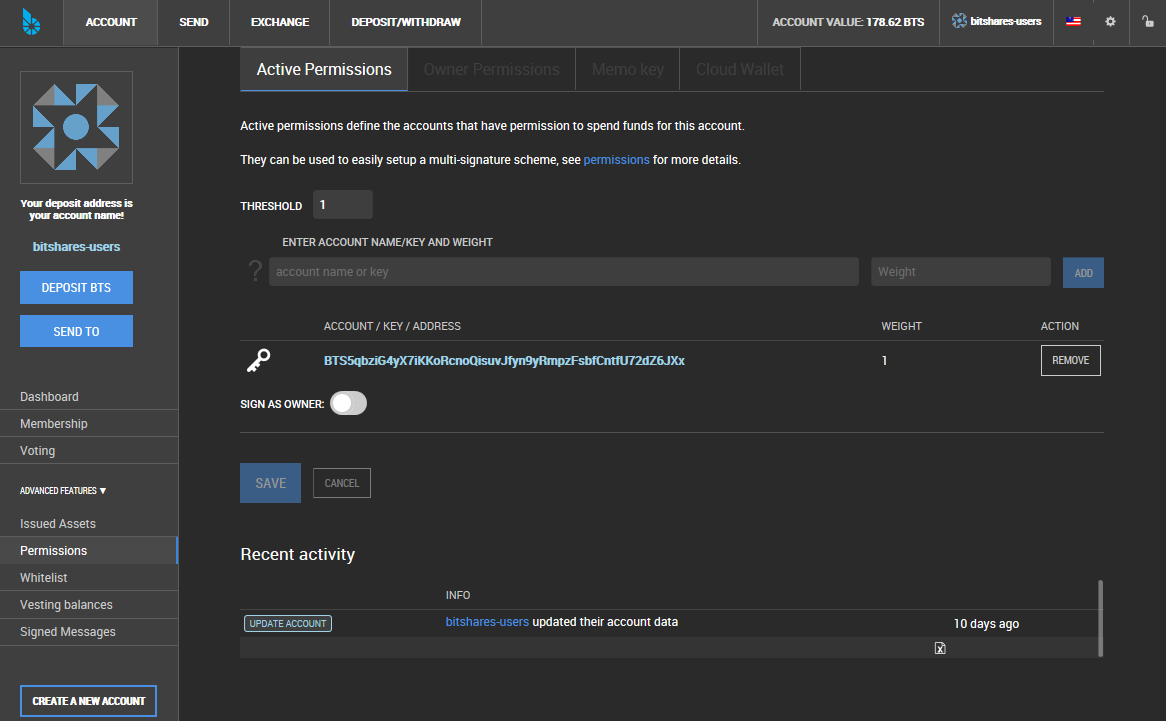 ACCOUNT
SEND
EXCHANGE
DEPOSIT/WITHDRAW
ACCOUNT VALUE: 178.62 BTS
bitshares-users
Your deposit address is
your account name!
bitshares-users
DEPOSIT BTS
SEND TO
Dashboard
Membership
Voting
ADVANCED FEATURES ▼
Issued Assets
Permissions
Whitelist
Vesting balances
Signed Messages
CREATE A NEW ACCOUNT
Active Permissions
Owner Permissions
Memo key
Cloud Wallet
Active permissions define the accounts that have permission to spend funds for this account.
They can be used to easily setup a multi-signature scheme, see permissions for more details.
THRESHOLD 1
ENTER ACCOUNT NAME/KEY AND WEIGHT
? account name or key Weight ADD
ACCOUNT / KEY / ADDRESS WEIGHT ACTION
BTS5qbziG4yX7iKKoRcnoQisuvJfyn9yRmpzFsbfCntfU72dZ6JXx 1 REMOVE
SIGN AS OWNER:
SAVE CANCEL
Recent activity
INFO
UPDATE ACCOUNT bitshares-users updated their account data 10 days ago